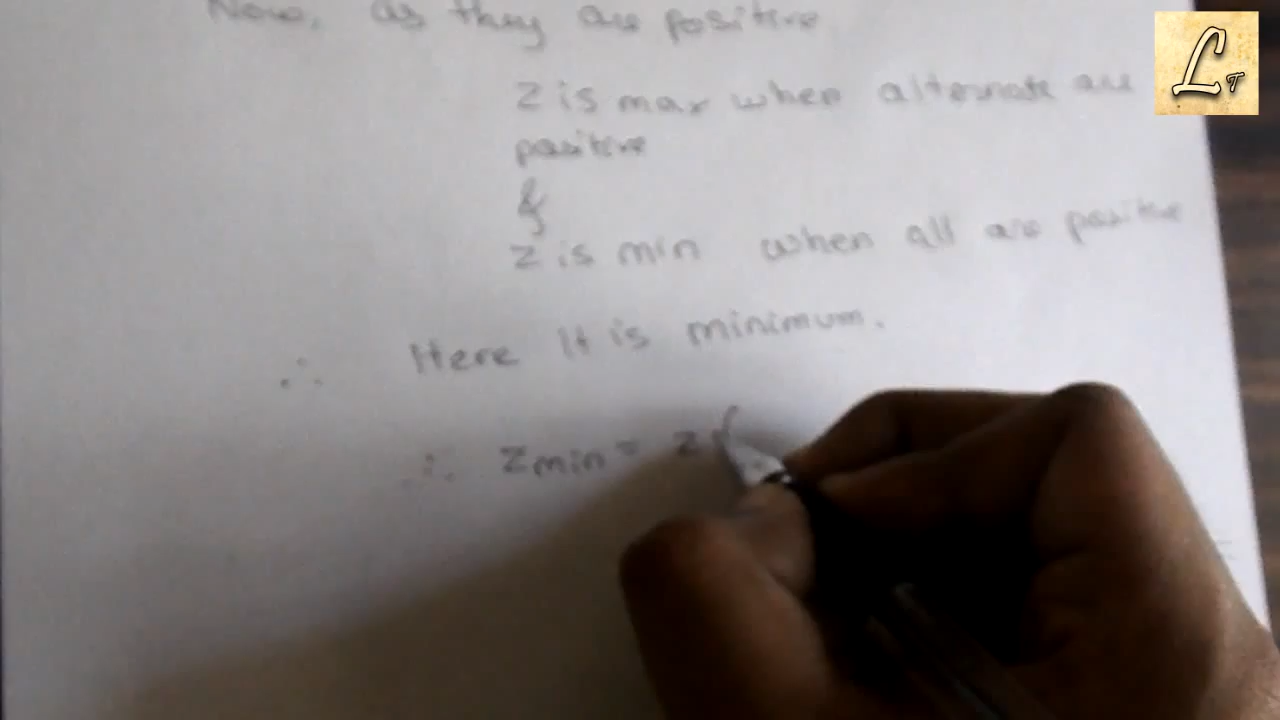 Now, as they are positive
Z is max when alternate are
positive
&
Z is min when all are positive
∴ Here It is minimum.
∴ Zmin = Z (
LT